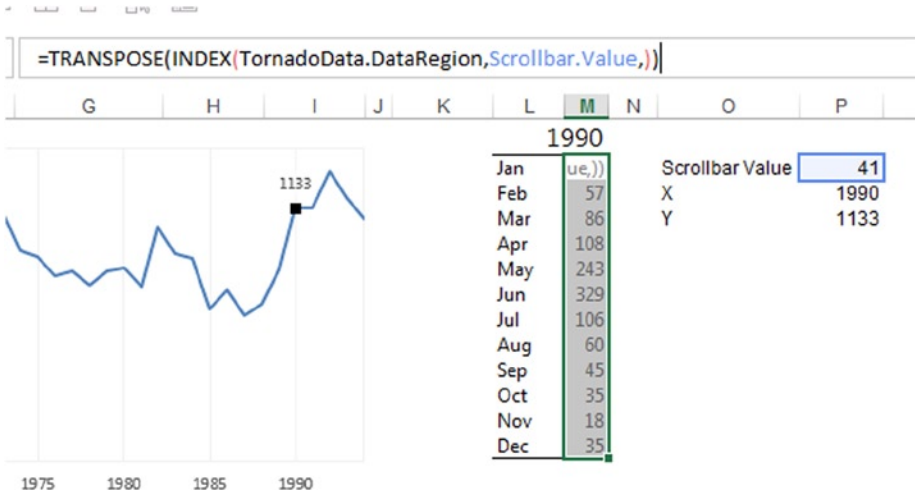 =TRANSPOSE(INDEX(TornadoData.DataRegion,Scrollbar.Value,))
G H I J K L M N O P
1990
1133
Jan ue,)) Scrollbar Value 41
Feb 57 X 1990
Mar 86 Y 1133
Apr 108
May 243
Jun 329
Jul 106
Aug 60
Sep 45
Oct 35
Nov 18
Dec 35
1975 1980 1985 1990